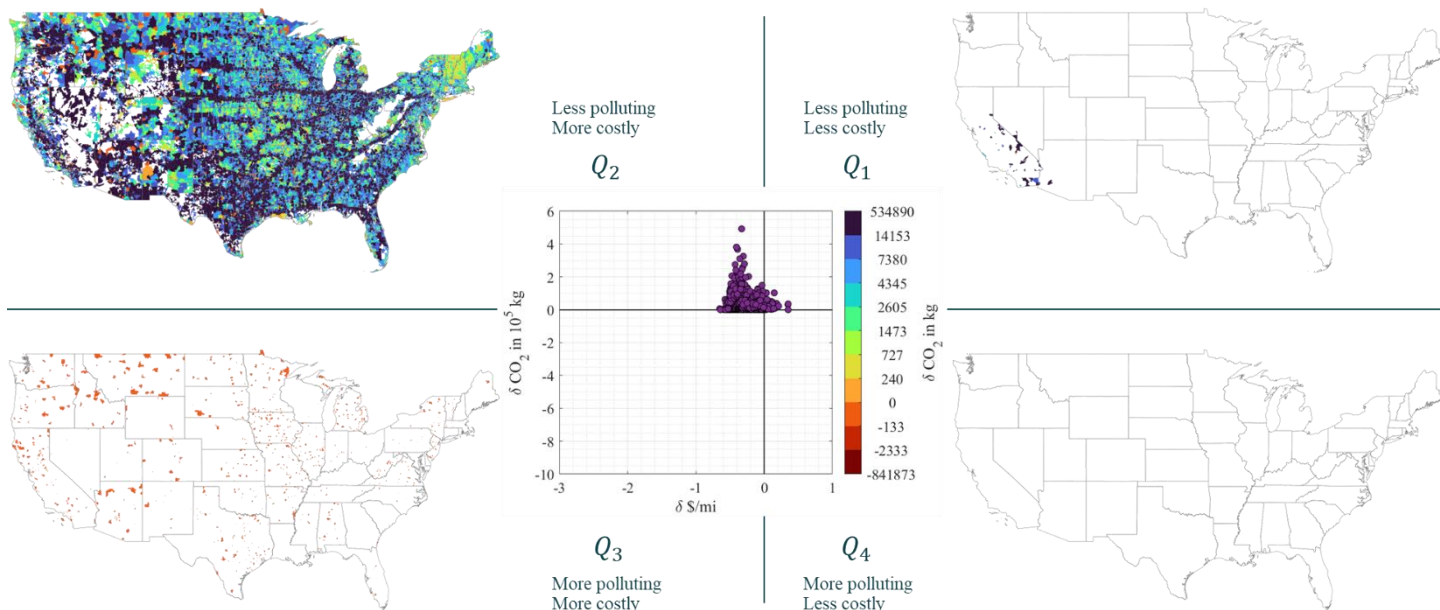 Less polluting
More costly
Q₂
Less polluting
Less costly
Q₁
6
4
2
0
-2
-4
-6
-8
-10
-3
-2
-1
0
1
δ CO₂ in 10⁵ kg
δ $/mi
534890
14153
7380
4345
2605
1473
727
240
0
-133
-2333
-841873
δ CO₂ in kg
Q₃
More polluting
More costly
Q₄
More polluting
Less costly